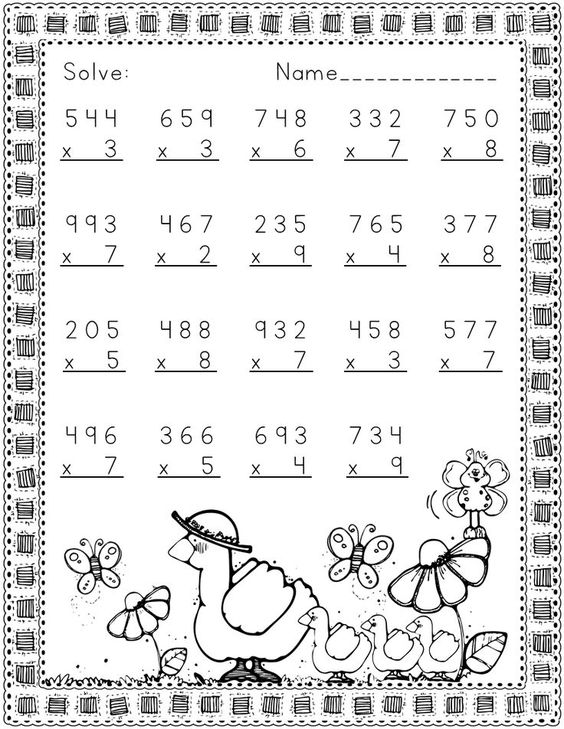 Solve: Name_____________
544 659 748 332 750
x 3 x 3 x 6 x 7 x 8
993 467 235 765 377
x 7 x 2 x 9 x 4 x 8
205 488 932 458 577
x 5 x 8 x 7 x 3 x 7
496 366 693 734
x 7 x 5 x 4 x 9